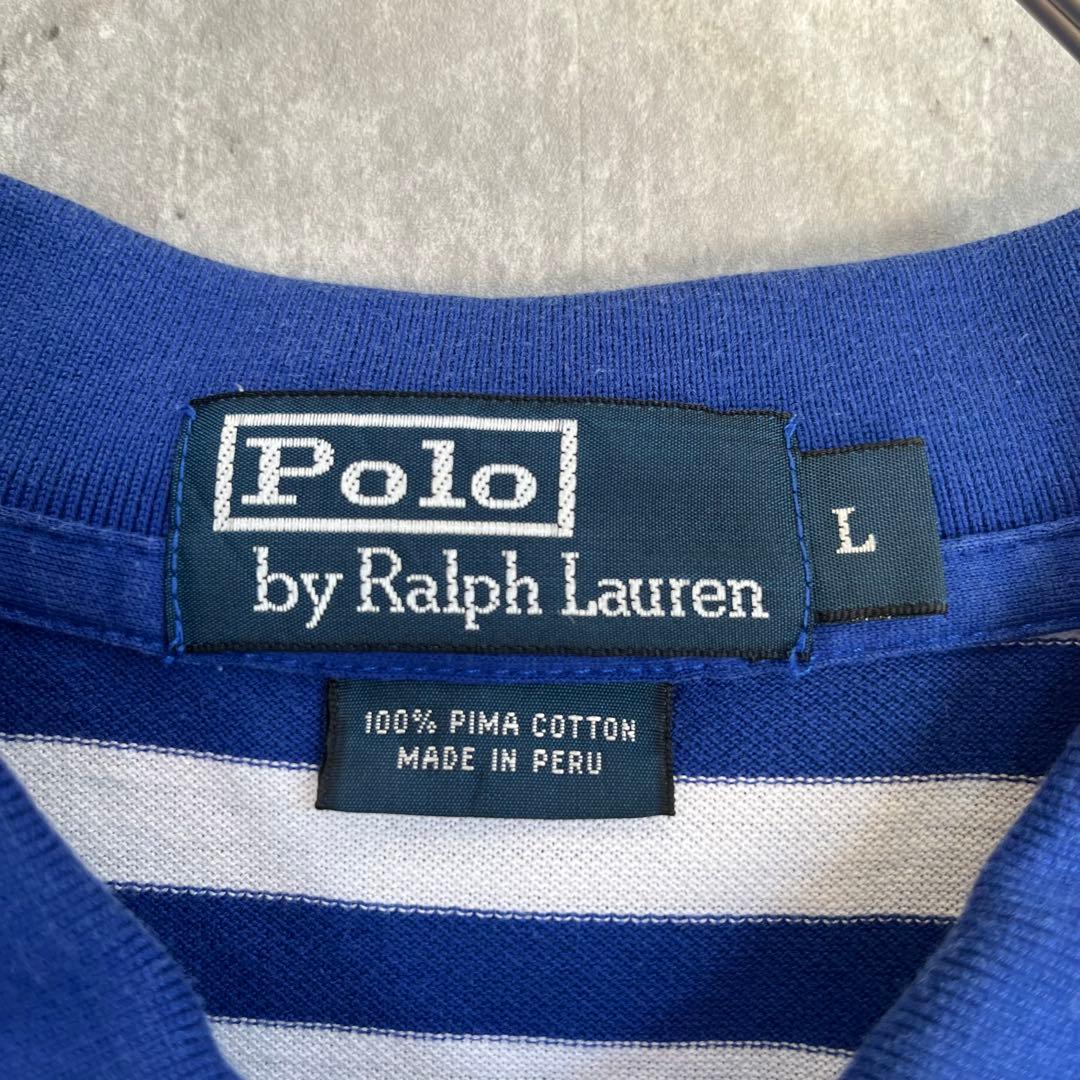 Polo
by Ralph Lauren
L
100% PIMA COTTON
MADE IN PERU